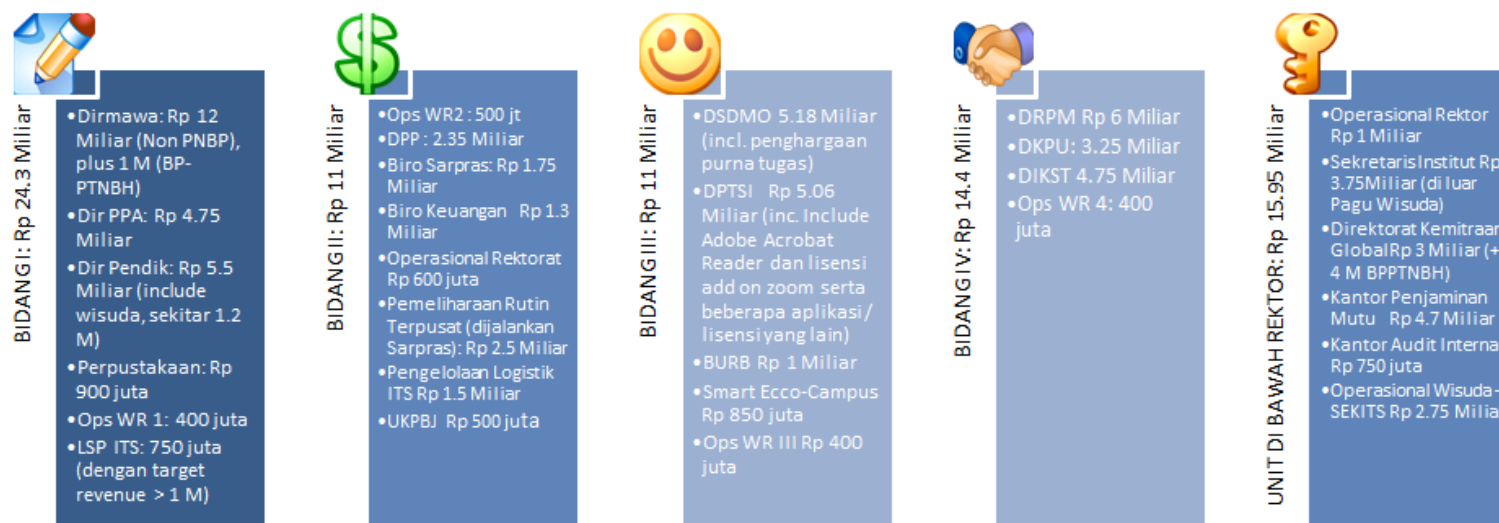 BIDANG I: Rp 24.3 Miliar
•Dirmawa: Rp 12
Miliar (Non PNBP),
plus 1 M (BP-
PTNBH)
•Dir PPA: Rp 4.75
Miliar
•Dir Pendik: Rp 5.5
Miliar (include
wisuda, sekitar 1.2
M)
•Perpustakaan: Rp
900 juta
•Ops WR 1: 400 juta
•LSP ITS: 750 juta
(dengan target
revenue > 1 M)
BIDANG II: Rp 11 Miliar
•Ops WR2 : 500 jt
•DPP : 2.35 Miliar
•Biro Sarpras: Rp 1.75
Miliar
•Biro Keuangan Rp 1.3
Miliar
•Operasional Rektorat
Rp 600 juta
•Pemeliharaan Rutin
Terpusat (dijalankan
Sarpras): Rp 2.5 Miliar
•Pengelolaan Logistik
ITS Rp 1.5 Miliar
•UKPBJ Rp 500 juta
BIDANG III: Rp 11 Miliar
•DSDMO 5.18 Miliar
(incl. penghargaan
purna tugas)
•DPTSI Rp 5.06
Miliar (inc. Include
Adobe Acrobat
Reader dan lisensi
add on zoom serta
beberapa aplikasi/
lisensi yang lain)
•BURB Rp 1 Miliar
•Smart Ecco-Campus
Rp 850 juta
•Ops WR III Rp 400
juta
BIDANG IV: Rp 14.4 Miliar
•DRPM Rp 6 Miliar
•DKPU: 3.25 Miliar
•DIKST 4.75 Miliar
•Ops WR 4: 400
juta
UNIT DI BAWAH REKTOR: Rp 15.95 Miliar
•Operasional Rektor
Rp 1 Miliar
•Sekretaris Institut Rp
3.75Miliar (di luar
Pagu Wisuda)
•Direktorat Kemitraan
GlobalRp 3 Miliar (+
4 M BPPTNBH)
•Kantor Penjaminan
Mutu Rp 4.7 Miliar
•Kantor Audit Interna
Rp 750 juta
•Operasional Wisuda-
SEKITS Rp 2.75 Milia